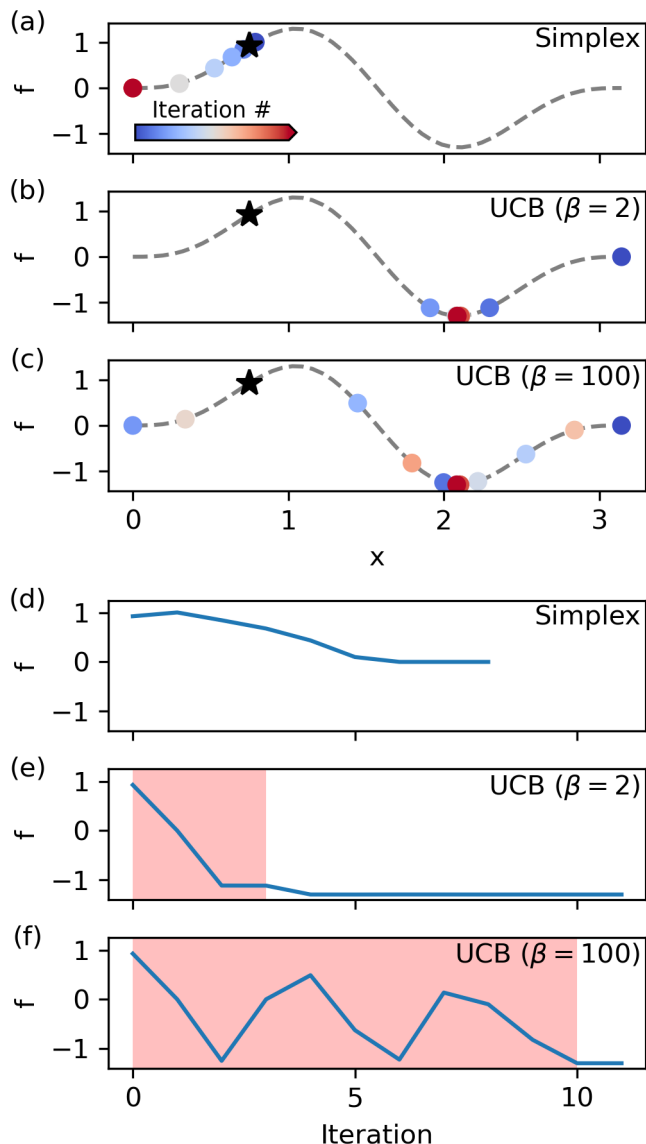 (a)
1
0
−1
f
Simplex
Iteration #
(b)
1
0
−1
f
UCB (β = 2)
(c)
1
0
−1
f
UCB (β = 100)
0 1 2 3
x
(d)
1
0
−1
f
Simplex
(e)
1
0
−1
f
UCB (β = 2)
(f)
1
0
−1
f
UCB (β = 100)
0 5 10
Iteration